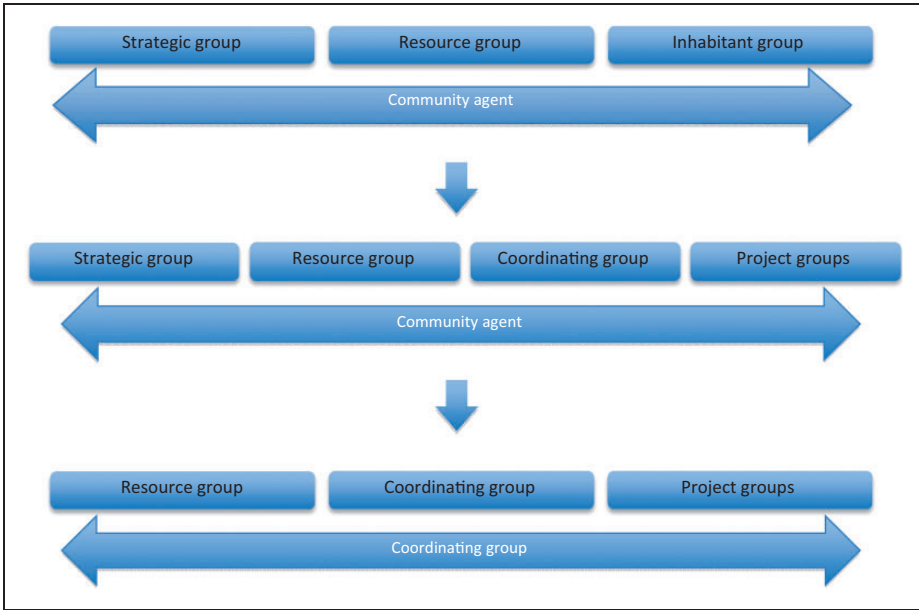 Strategic group Resource group Inhabitant group
Community agent
Strategic group Resource group Coordinating group Project groups
Community agent
Resource group Coordinating group Project groups
Coordinating group